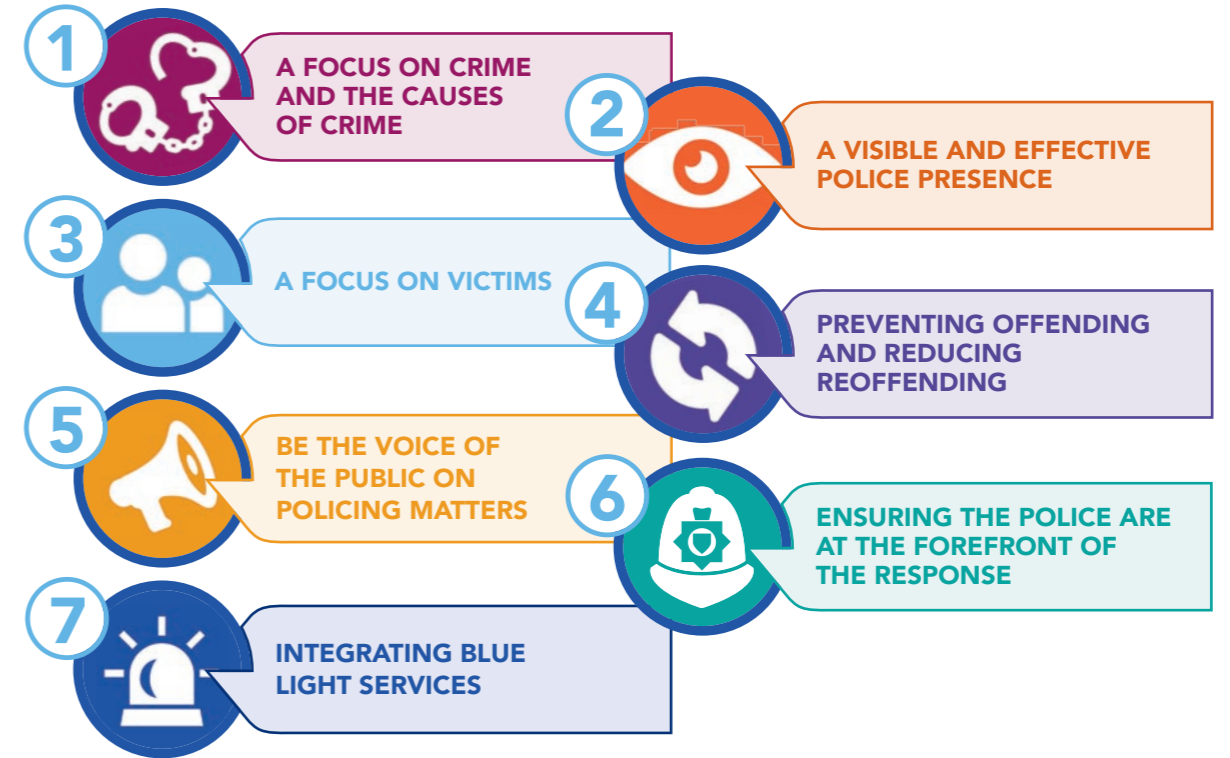 1
A FOCUS ON CRIME
AND THE CAUSES
OF CRIME
2
A VISIBLE AND EFFECTIVE
POLICE PRESENCE
3
A FOCUS ON VICTIMS
4
PREVENTING OFFENDING
AND REDUCING
REOFFENDING
5
BE THE VOICE OF
THE PUBLIC ON
POLICING MATTERS
6
ENSURING THE POLICE ARE
AT THE FOREFRONT OF
THE RESPONSE
7
INTEGRATING BLUE
LIGHT SERVICES